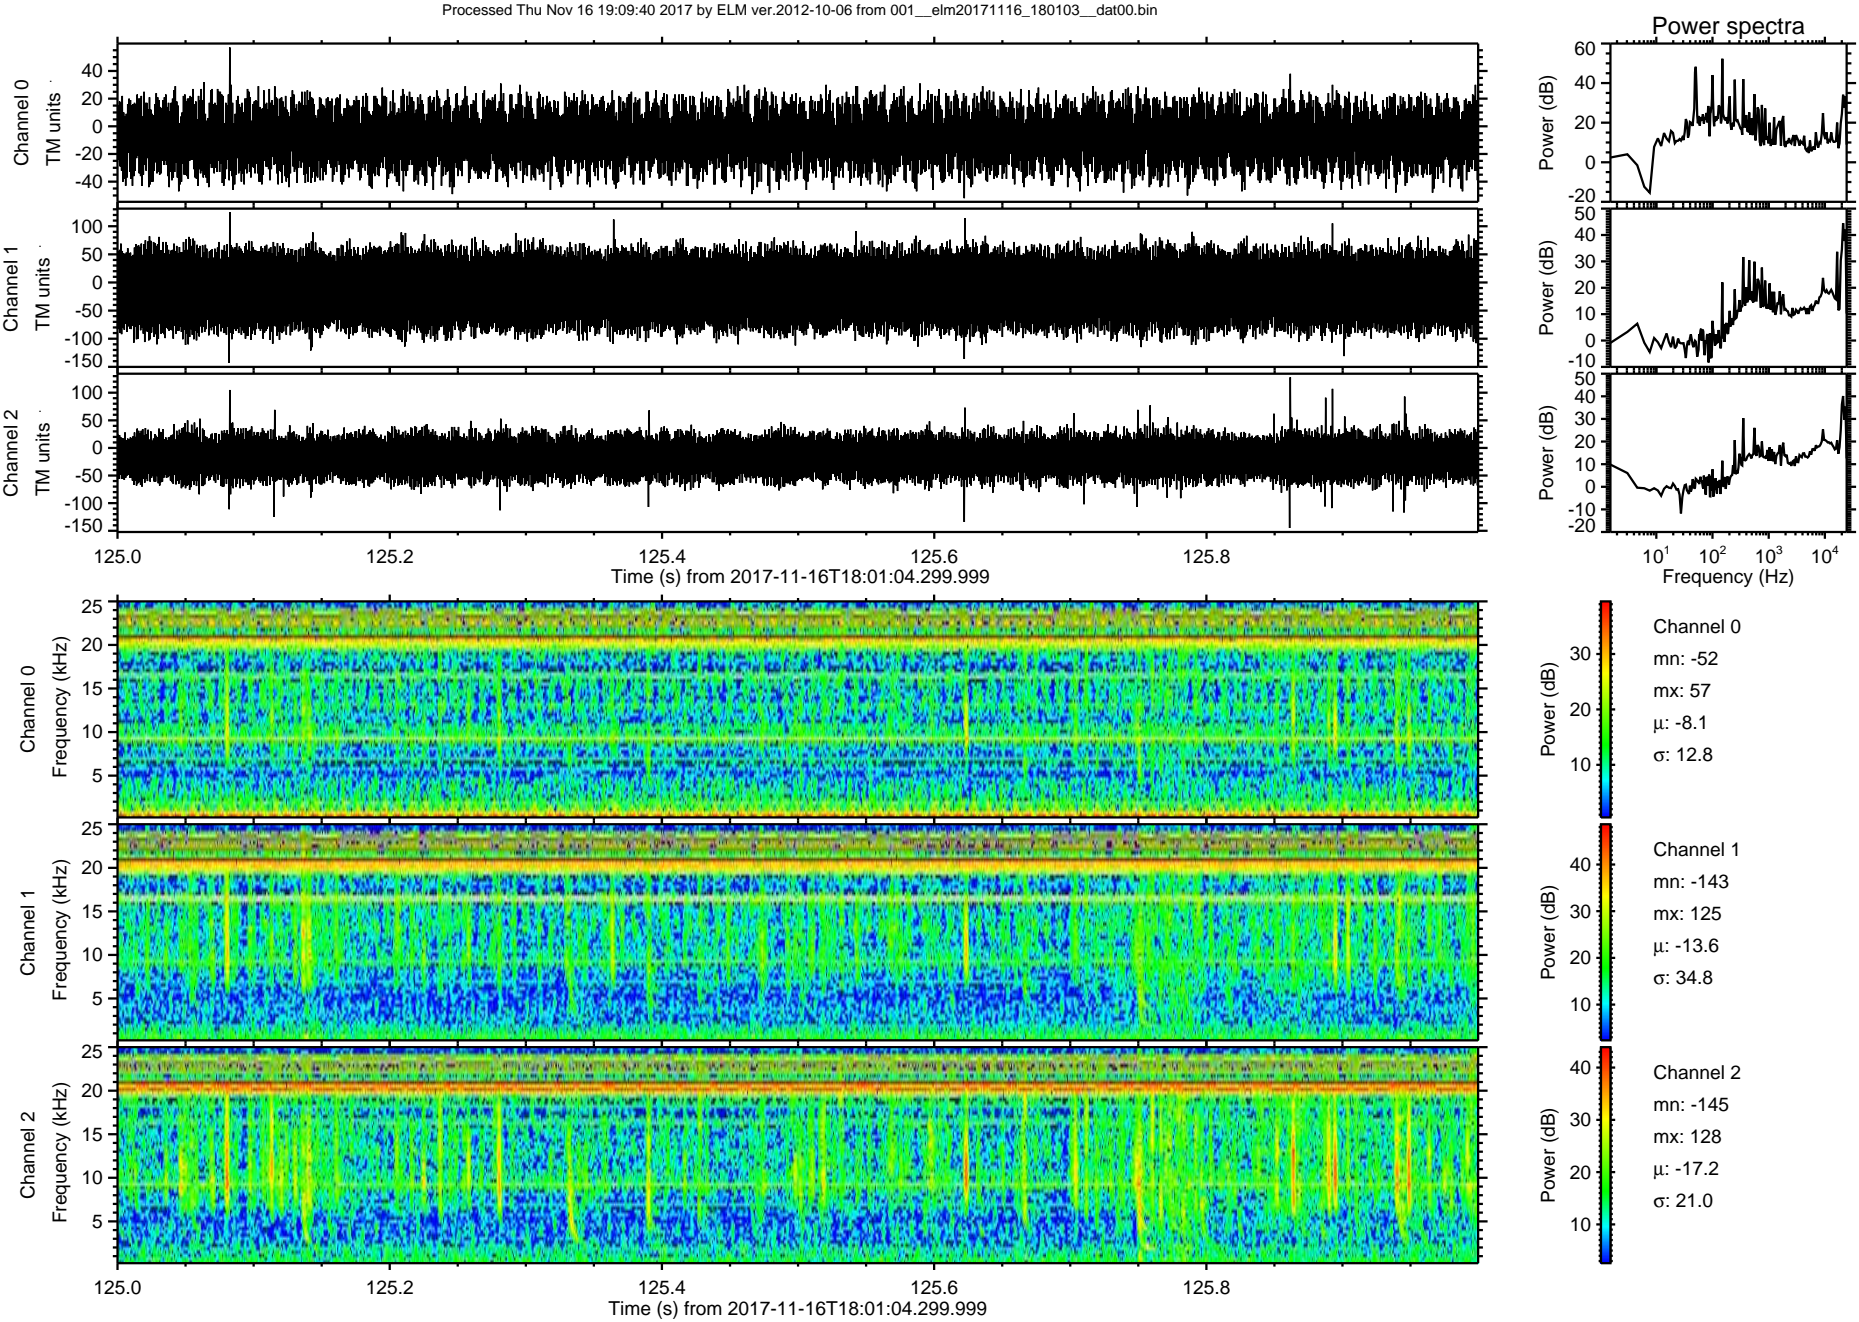 Processed Thu Nov 16 19:09:40 2017 by ELM ver.2012-10-06 from 001__elm20171116_180103__dat00.bin
Power spectra
Channel 0
TM units
40
20
0
-20
-40
Power (dB)
60
40
20
0
-20
Channel 1
TM units
100
50
0
-50
-100
-150
Power (dB)
50
40
30
20
10
0
-10
Channel 2
TM units
100
50
0
-50
-100
-150
Power (dB)
50
40
30
20
10
0
-10
-20
125.0 125.2 125.4 125.6 125.8
Time (s) from 2017-11-16T18:01:04.299.999
10¹ 10² 10³ 10⁴
Frequency (Hz)
Channel 0
Frequency (kHz)
25
20
15
10
5
Power (dB)
30
20
10
Channel 0
mn: -52
mx: 57
μ: -8.1
σ: 12.8
Channel 1
Frequency (kHz)
25
20
15
10
5
Power (dB)
40
30
20
10
Channel 1
mn: -143
mx: 125
μ: -13.6
σ: 34.8
Channel 2
Frequency (kHz)
25
20
15
10
5
Power (dB)
40
30
20
10
Channel 2
mn: -145
mx: 128
μ: -17.2
σ: 21.0
125.0 125.2 125.4 125.6 125.8
Time (s) from 2017-11-16T18:01:04.299.999